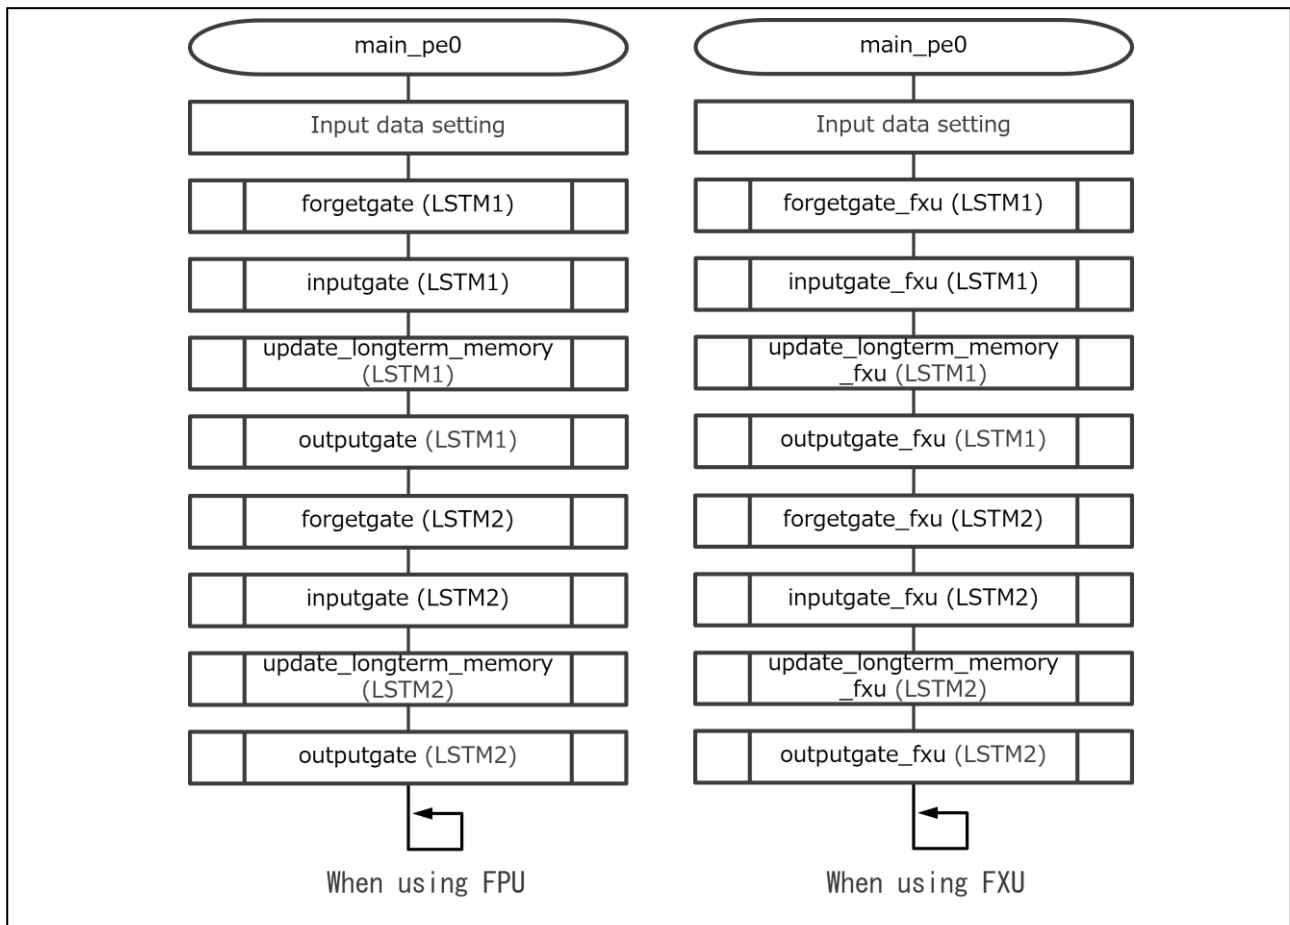 main_pe0
Input data setting
forgetgate (LSTM1)
inputgate (LSTM1)
update_longterm_memory
(LSTM1)
outputgate (LSTM1)
forgetgate (LSTM2)
inputgate (LSTM2)
update_longterm_memory
(LSTM2)
outputgate (LSTM2)
When using FPU
main_pe0
Input data setting
forgetgate_fxu (LSTM1)
inputgate_fxu (LSTM1)
update_longterm_memory
_fxu (LSTM1)
outputgate_fxu (LSTM1)
forgetgate_fxu (LSTM2)
inputgate_fxu (LSTM2)
update_longterm_memory
_fxu (LSTM2)
outputgate_fxu (LSTM2)
When using FXU